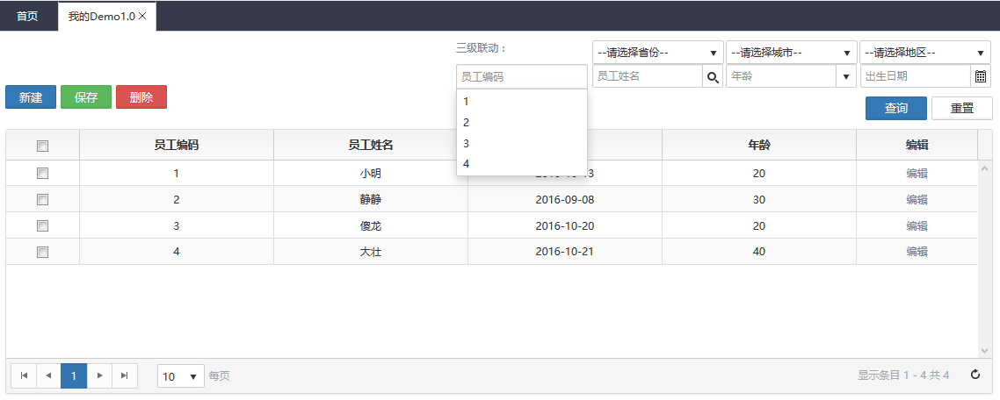 首页 我的Demo1.0
三级联动： --请选择省份-- --请选择城市-- --请选择地区--
员工编码 员工姓名 年龄 出生日期
新建 保存 删除
1
2
3
4
查询 重置
员工编码 员工姓名 年龄 编辑
1 小明 20 编辑
2 静静 2016-09-08 30 编辑
3 傻龙 2016-10-20 20 编辑
4 大壮 2016-10-21 40 编辑
1 10 每页 显示条目 1 - 4 共 4